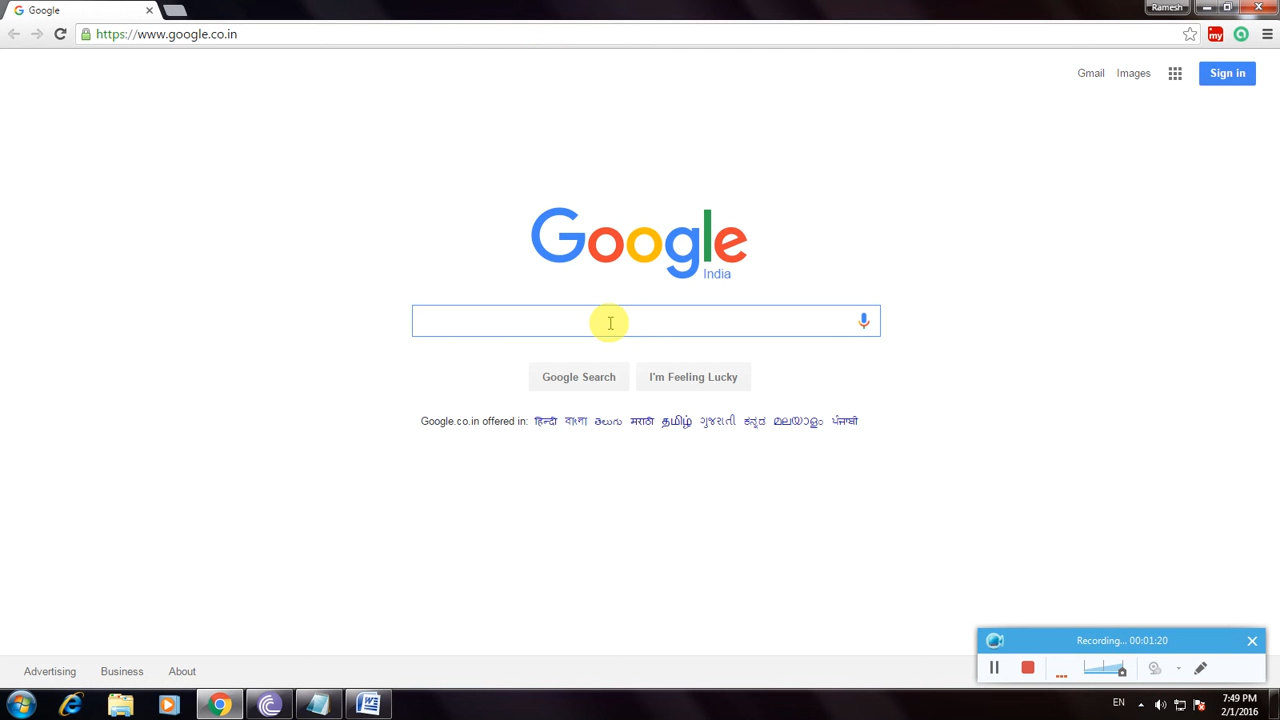 Google
Ramesh
https://www.google.co.in
my
Gmail Images Sign in
Google
India
Google Search I'm Feeling Lucky
Google.co.in offered in: हिन्दी বাংলা తెలుగు मराठी தமிழ் ગુજરાતી ಕನ್ನಡ മലയാളം ਪੰਜਾਬੀ
Recording... 00:01:20
Advertising Business About
EN 7:49 PM
2/1/2016